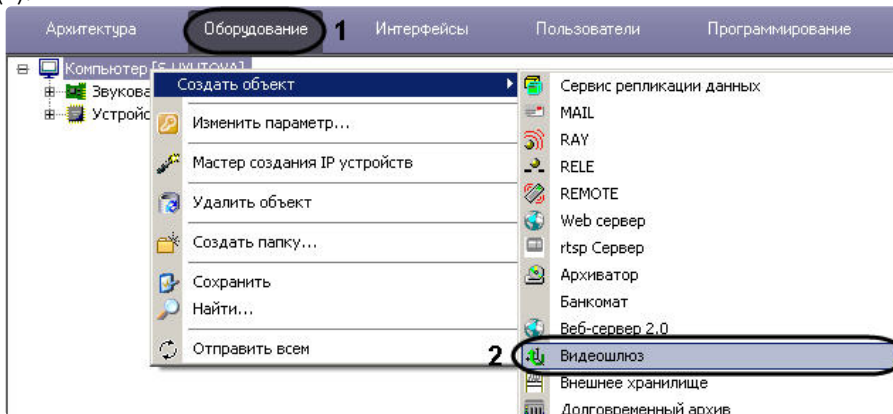 Архитектура Оборудование 1 Интерфейсы Пользователи Программирование
Компьютер
Звукова
Устройс
Создать объект
Изменить параметр...
Мастер создания IP устройств
Удалить объект
Создать папку...
Сохранить
Найти...
Отправить всем
Сервис репликации данных
MAIL
RAY
RELE
REMOTE
Web сервер
rtsp Сервер
Архиватор
Банкомат
Веб-сервер 2.0
2 Видеошлюз
Внешнее хранилище
Долговременный архив